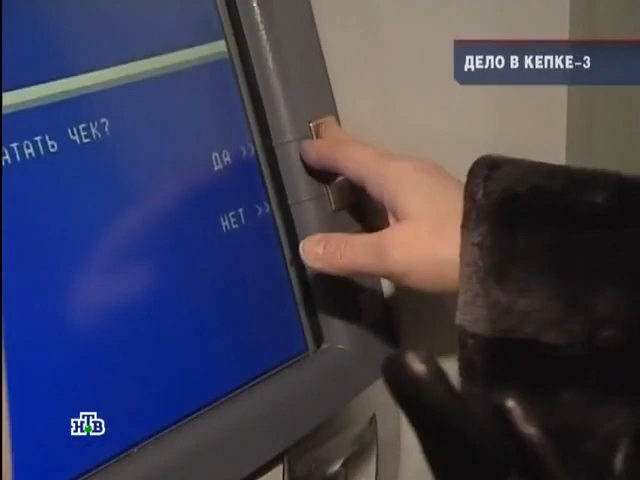 ДЕЛО В КЕПКЕ-3
АТАТЬ ЧЕК?
ДА >>
НЕТ >>
НТВ